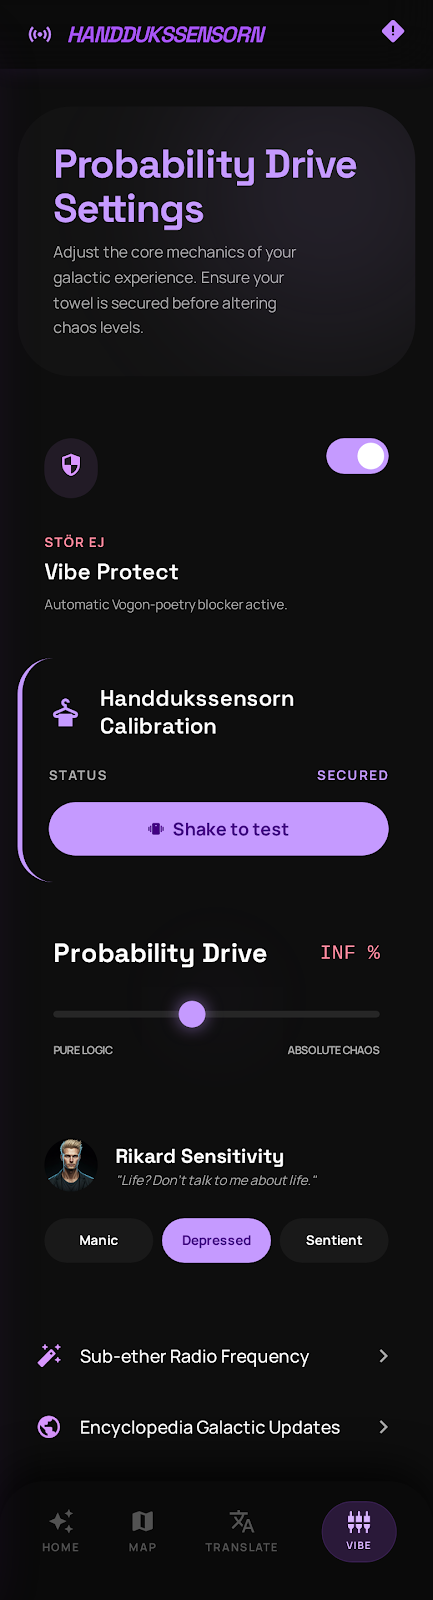 HANDDUKSSENSORN
Probability Drive
Settings
Adjust the core mechanics of your
galactic experience. Ensure your
towel is secured before altering
chaos levels.
STÖR EJ
Vibe Protect
Automatic Vogon-poetry blocker active.
Handdukssensorn
Calibration
STATUS SECURED
Shake to test
Probability Drive INF %
PURE LOGIC ABSOLUTE CHAOS
Rikard Sensitivity
"Life? Don't talk to me about life."
Manic Depressed Sentient
Sub-ether Radio Frequency
Encyclopedia Galactic Updates
HOME MAP TRANSLATE VIBE